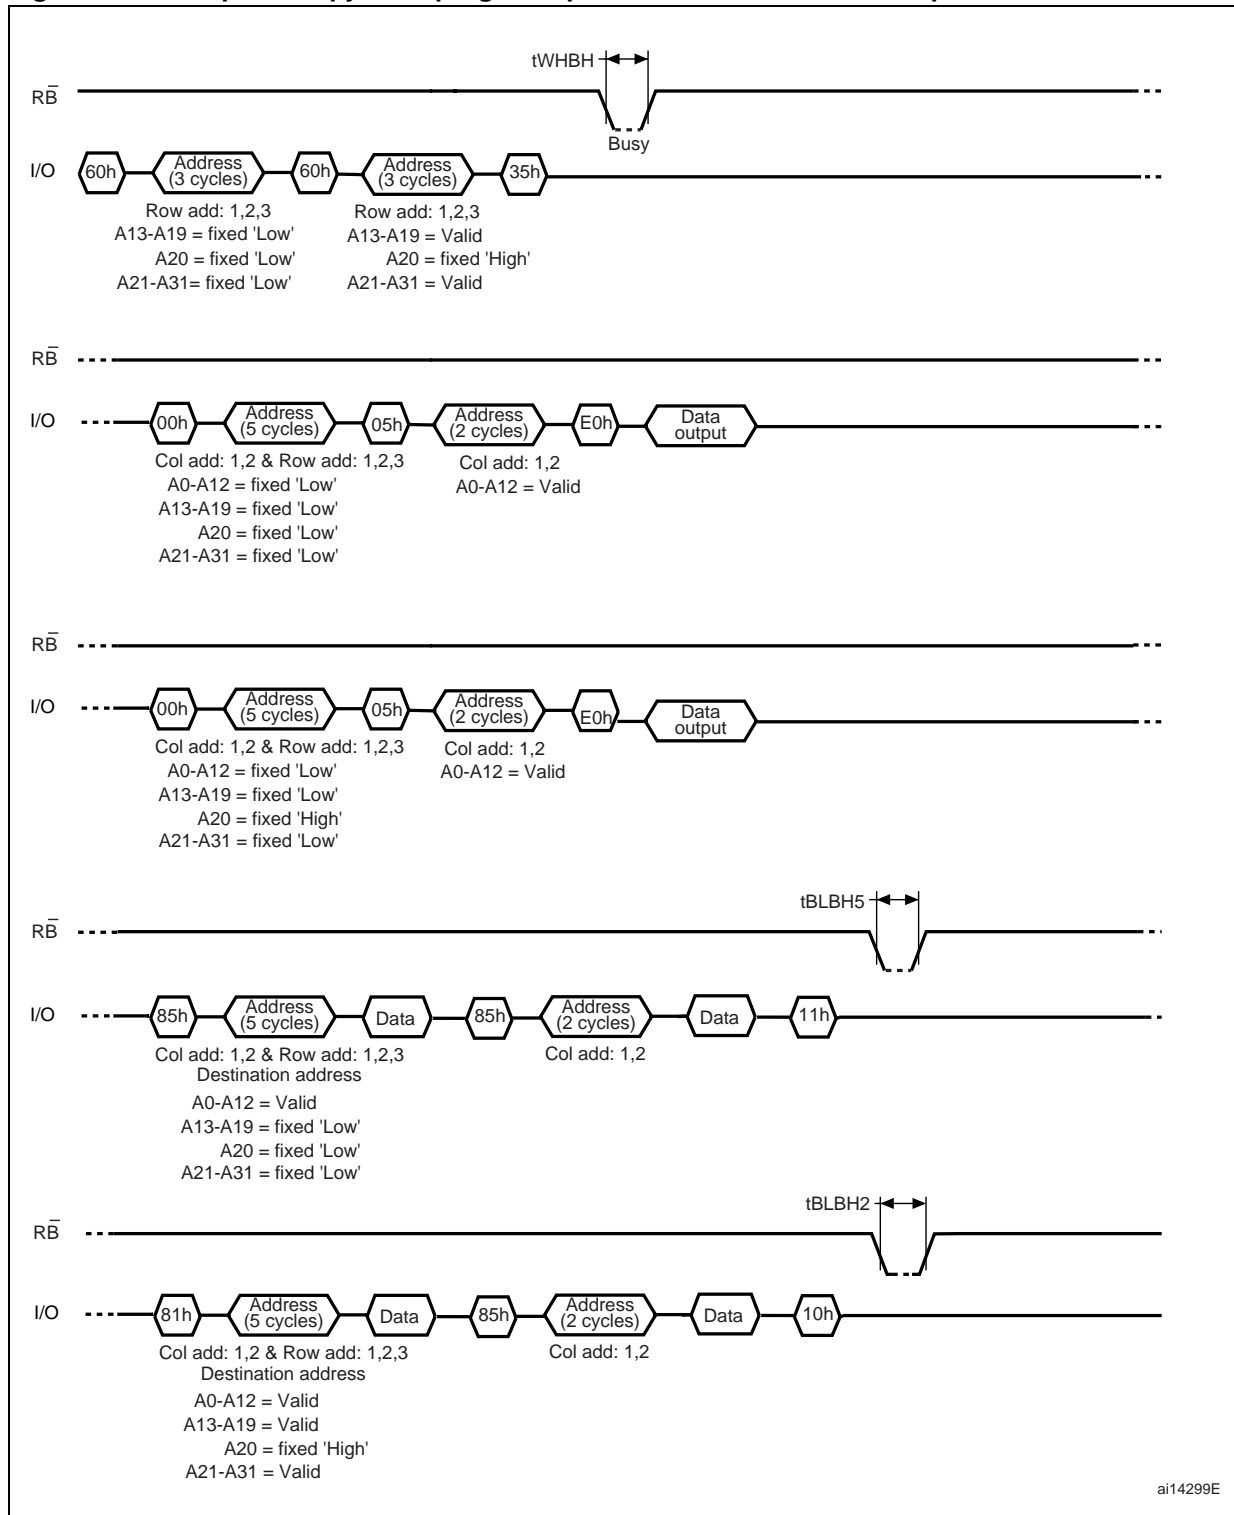 tWHBH
RB̅
Busy
I/O 60h Address (3 cycles) 60h Address (3 cycles) 35h
Row add: 1,2,3 Row add: 1,2,3
A13-A19 = fixed 'Low' A13-A19 = Valid
A20 = fixed 'Low' A20 = fixed 'High'
A21-A31= fixed 'Low' A21-A31 = Valid
RB̅
I/O 00h Address (5 cycles) 05h Address (2 cycles) E0h Data output
Col add: 1,2 & Row add: 1,2,3 Col add: 1,2
A0-A12 = fixed 'Low' A0-A12 = Valid
A13-A19 = fixed 'Low'
A20 = fixed 'Low'
A21-A31 = fixed 'Low'
RB̅
I/O 00h Address (5 cycles) 05h Address (2 cycles) E0h Data output
Col add: 1,2 & Row add: 1,2,3 Col add: 1,2
A0-A12 = fixed 'Low' A0-A12 = Valid
A13-A19 = fixed 'Low'
A20 = fixed 'High'
A21-A31 = fixed 'Low'
tBLBH5
RB̅
I/O 85h Address (5 cycles) Data 85h Address (2 cycles) Data 11h
Col add: 1,2 & Row add: 1,2,3 Col add: 1,2
Destination address
A0-A12 = Valid
A13-A19 = fixed 'Low'
A20 = fixed 'Low'
A21-A31 = fixed 'Low'
tBLBH2
RB̅
I/O 81h Address (5 cycles) Data 85h Address (2 cycles) Data 10h
Col add: 1,2 & Row add: 1,2,3 Col add: 1,2
Destination address
A0-A12 = Valid
A13-A19 = Valid
A20 = fixed 'High'
A21-A31 = Valid
ai14299E